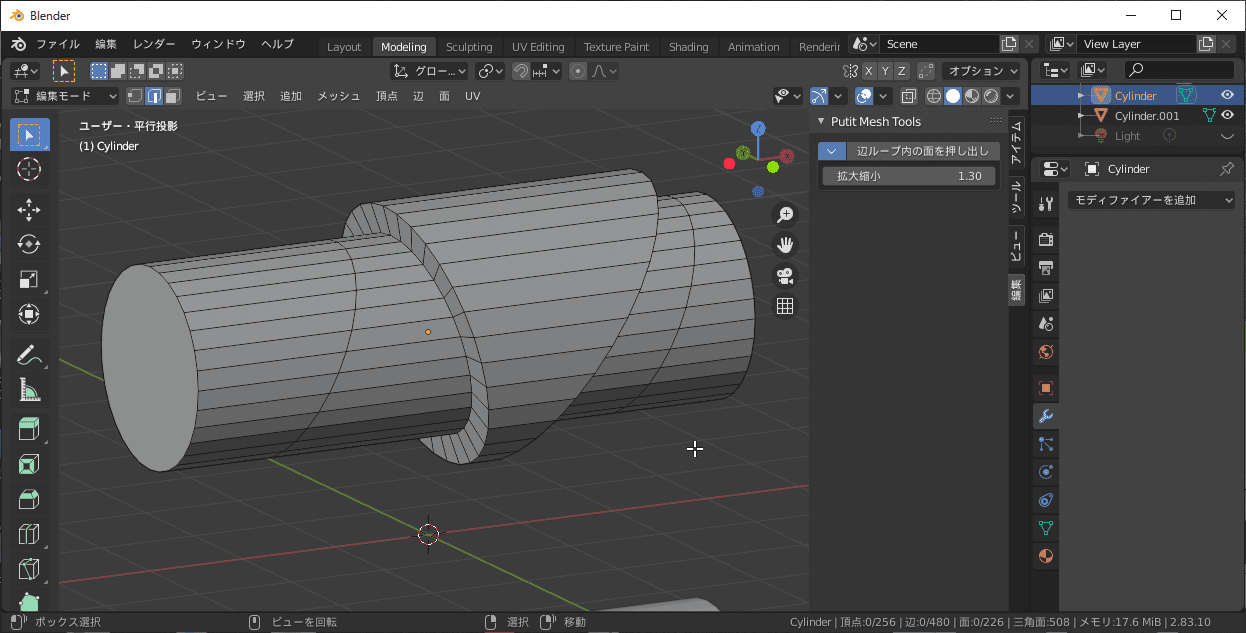 Blender
ファイル 編集 レンダー ウィンドウ ヘルプ Layout Modeling Sculpting UV Editing Texture Paint Shading Animation Renderin Scene View Layer
グロー... X Y Z オプション
編集モード ビュー 選択 追加 メッシュ 頂点 辺 面 UV
ユーザー・平行投影
(1) Cylinder
Z
Y
X
Putit Mesh Tools
辺ループ内の面を押し出し
拡大縮小 1.30
アイテム
ツール
ビュー
編集
Cylinder
Cylinder.001
Light
Cylinder
モディファイアーを追加
ボックス選択 ビューを回転 選択 移動 Cylinder | 頂点:0/256 | 辺:0/480 | 面:0/226 | 三角面:508 | メモリ:17.6 MiB | 2.83.10